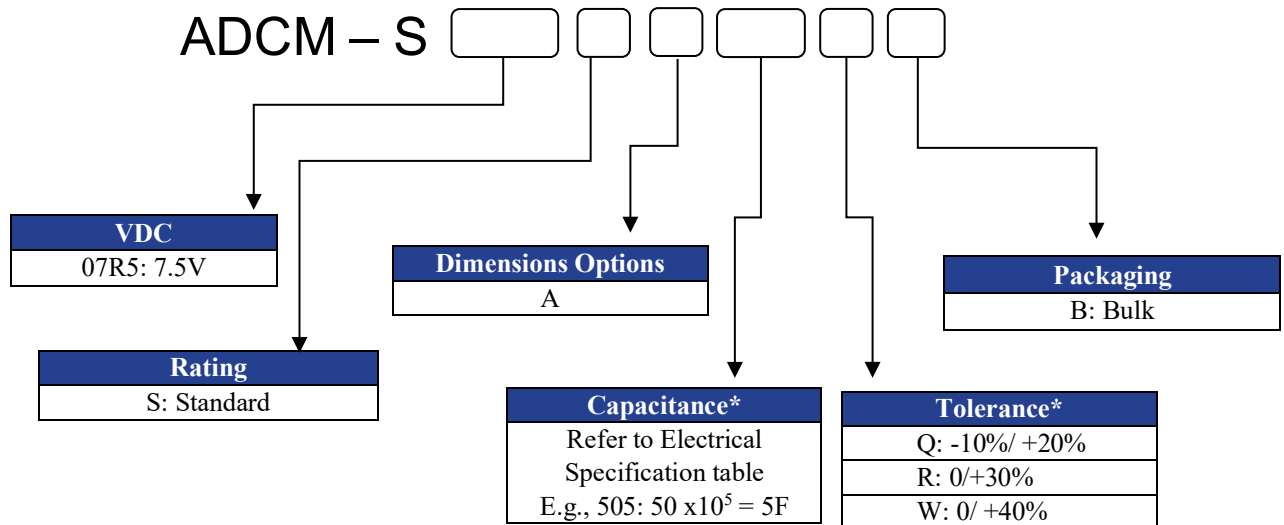 ADCM – S
VDC
07R5: 7.5V
Rating
S: Standard
Dimensions Options
A
Capacitance*
Refer to Electrical
Specification table
E.g., 505: 50 x10⁵ = 5F
Tolerance*
Q: -10%/ +20%
R: 0/+30%
W: 0/ +40%
Packaging
B: Bulk